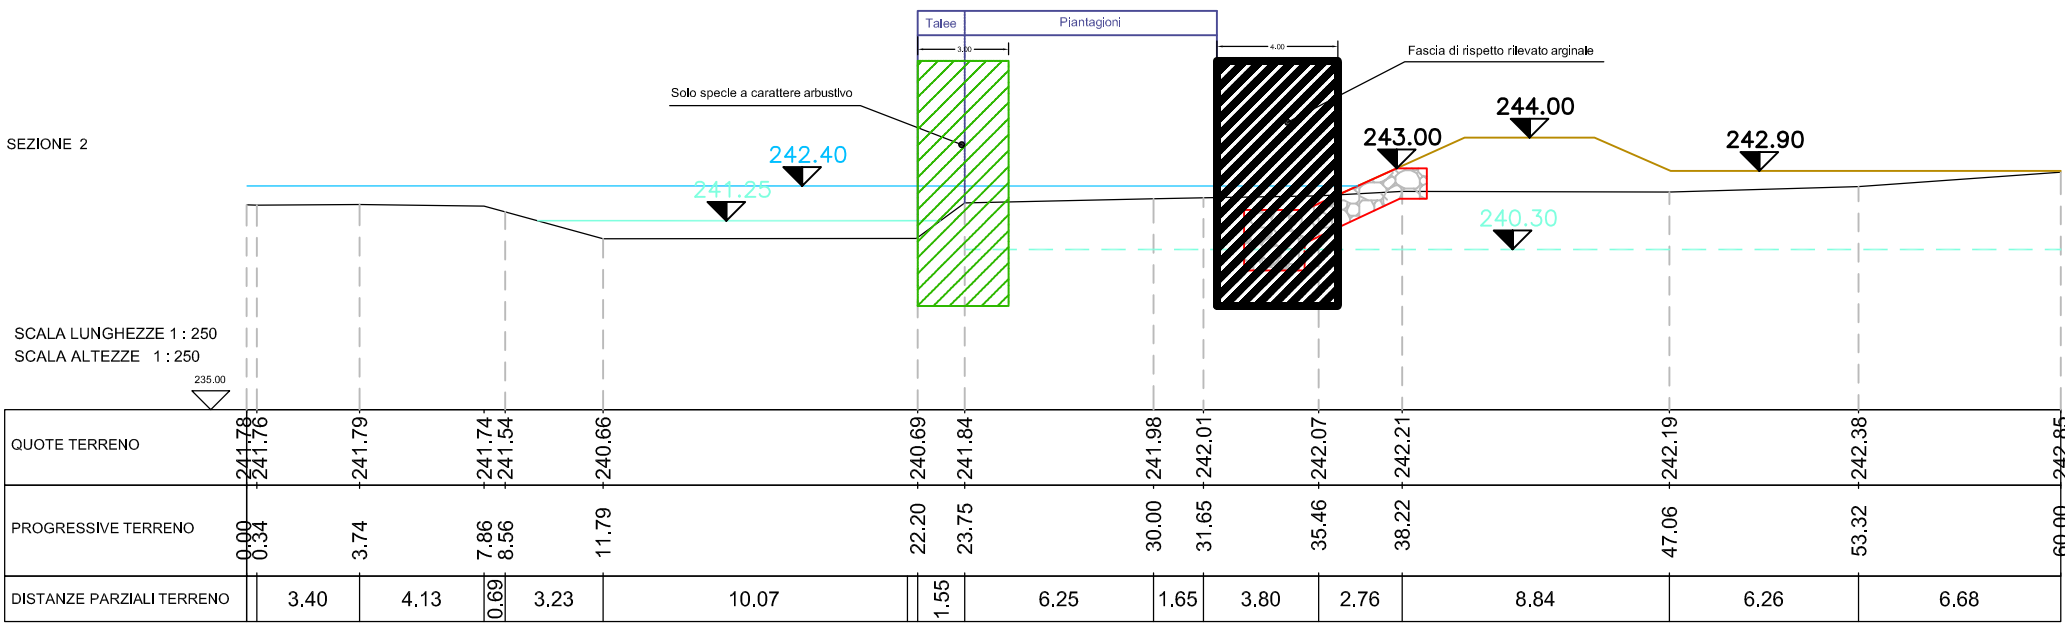 Talee
Piantagioni
3.00
4.00
Fascia di rispetto rilevato arginale
Solo specie a carattere arbustivo
244.00
243.00
242.90
SEZIONE 2
242.40
241.25
240.30
SCALA LUNGHEZZE 1 : 250
SCALA ALTEZZE 1 : 250
235.00
QUOTE TERRENO 241.78 241.76 241.79 241.74 241.54 240.66 240.69 241.84 241.98 242.01 242.07 242.21 242.19 242.38 242.85
PROGRESSIVE TERRENO 0.00 0.34 3.74 7.86 8.56 11.79 22.20 23.75 30.00 31.65 35.46 38.22 47.06 53.32 60.00
DISTANZE PARZIALI TERRENO 3.40 4.13 0.69 3.23 10.07 1.55 6.25 1.65 3.80 2.76 8.84 6.26 6.68